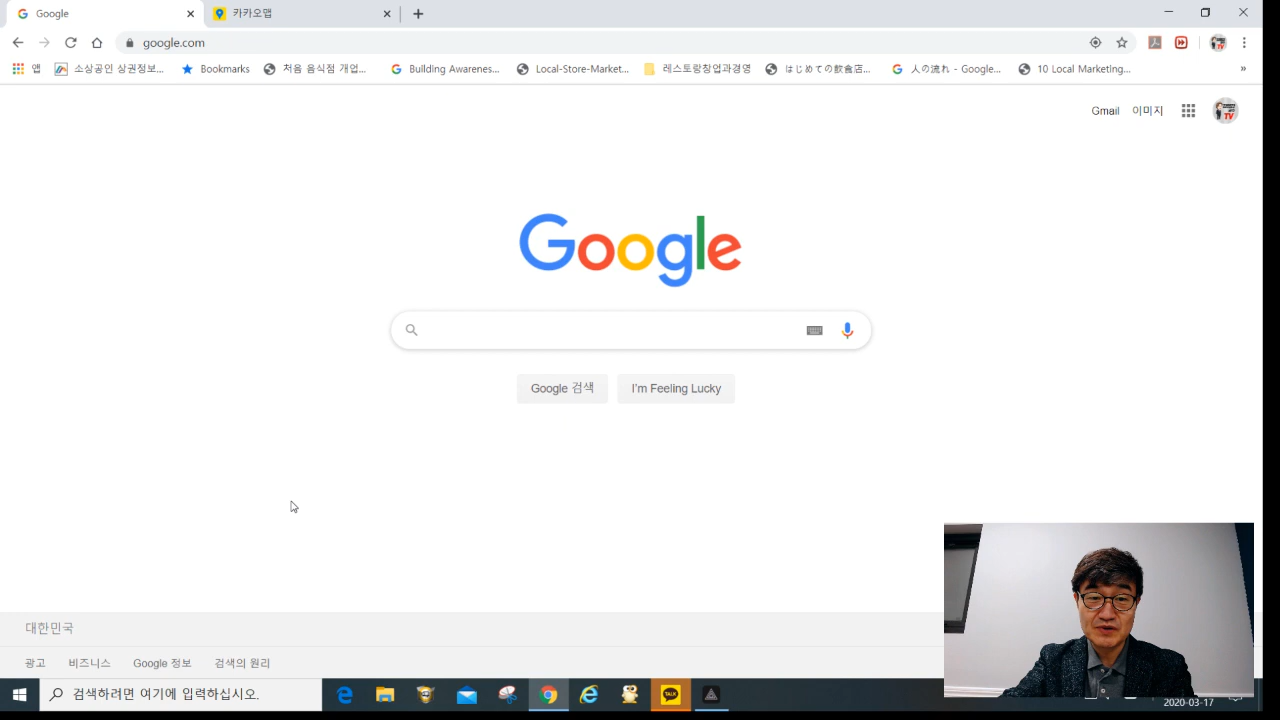 Google
카카오맵
google.com
앱
소상공인 상권정보...
Bookmarks
처음 음식점 개업...
Building Awarenes...
Local-Store-Market...
레스토랑창업과경영
はじめての飲食店...
人の流れ - Google...
10 Local Marketing...
»
Gmail 이미지
TV
Google
Google 검색
I'm Feeling Lucky
대한민국
광고 비즈니스 Google 정보 검색의 원리
검색하려면 여기에 입력하십시오.
TALK
2020-03-17